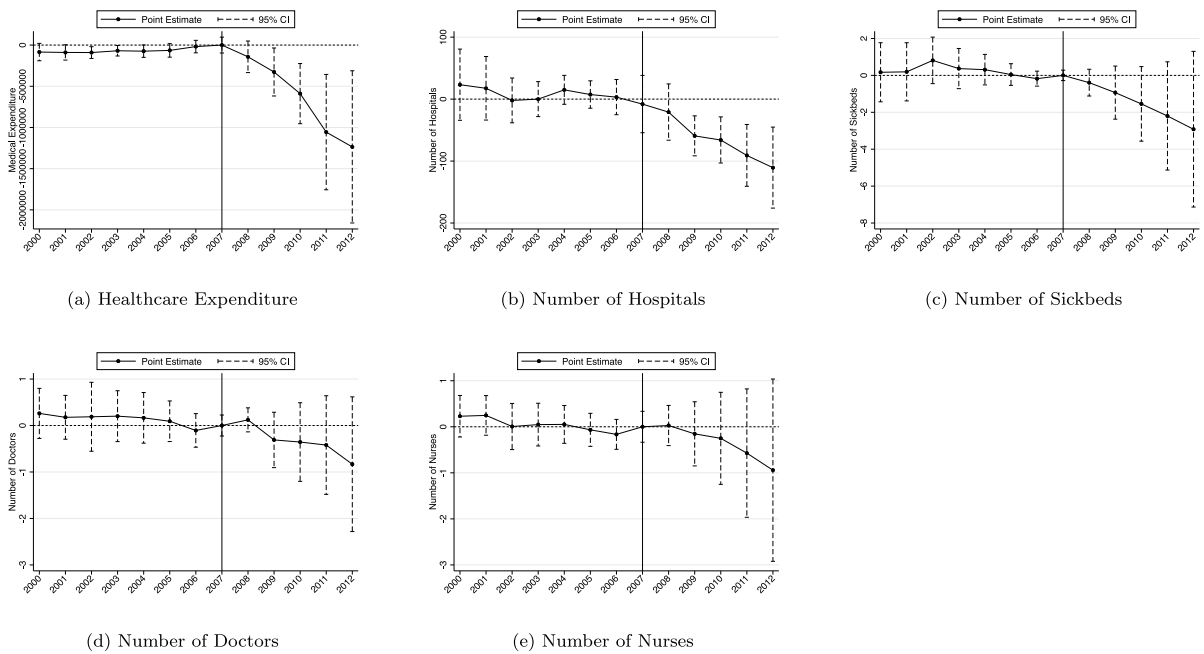 Point Estimate 95% CI
Medical Expenditure
0
-500000
-1000000
-1500000
-2000000
2000 2001 2002 2003 2004 2005 2006 2007 2008 2009 2010 2011 2012
(a) Healthcare Expenditure
Point Estimate 95% CI
Number of Hospitals
100
0
-100
-200
2000 2001 2002 2003 2004 2005 2006 2007 2008 2009 2010 2011 2012
(b) Number of Hospitals
Point Estimate 95% CI
Number of Sickbeds
2
0
-2
-4
-6
-8
2000 2001 2002 2003 2004 2005 2006 2007 2008 2009 2010 2011 2012
(c) Number of Sickbeds
Point Estimate 95% CI
Number of Doctors
1
0
-1
-2
-3
2000 2001 2002 2003 2004 2005 2006 2007 2008 2009 2010 2011 2012
(d) Number of Doctors
Point Estimate 95% CI
Number of Nurses
1
0
-1
-2
-3
2000 2001 2002 2003 2004 2005 2006 2007 2008 2009 2010 2011 2012
(e) Number of Nurses